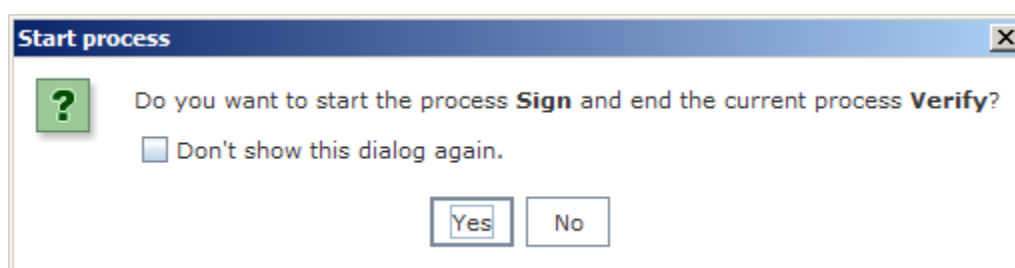 Start process
Do you want to start the process Sign and end the current process Verify?
Don't show this dialog again.
Yes No